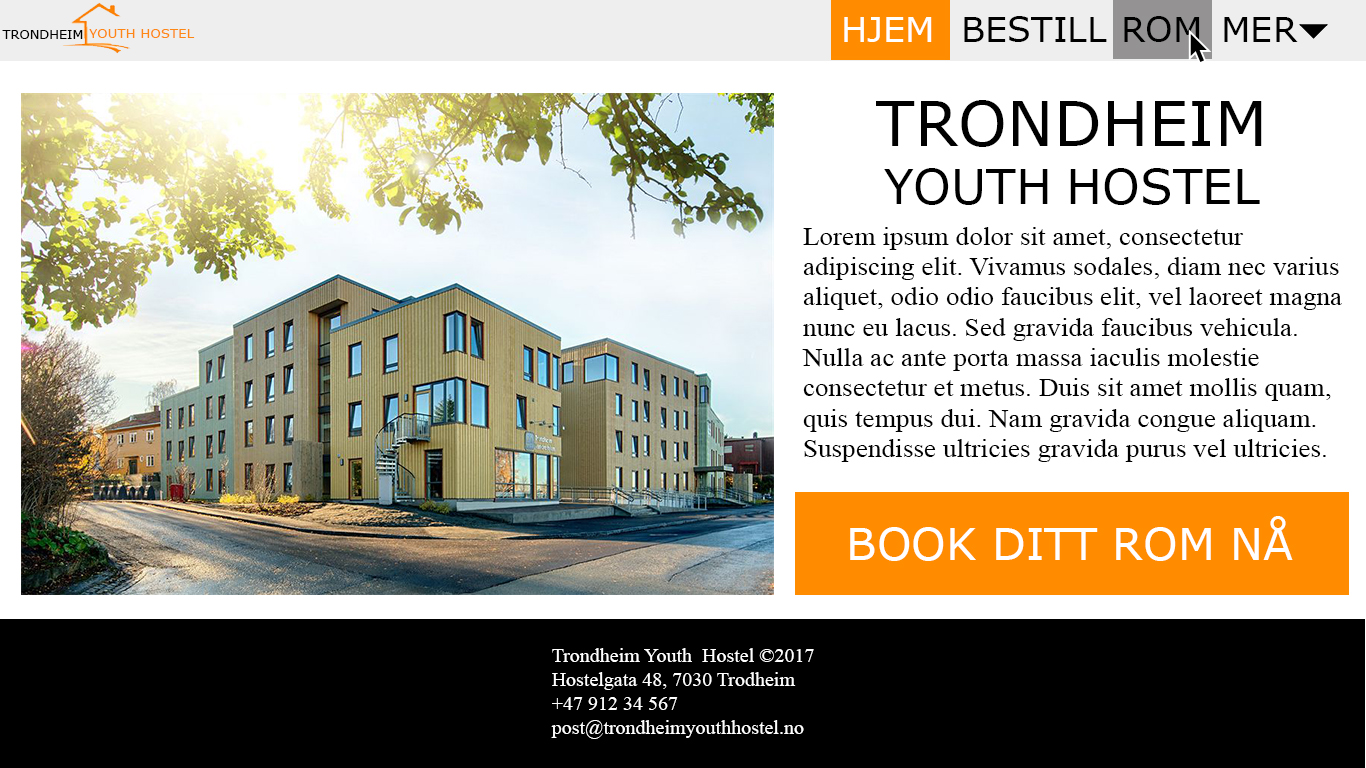 TRONDHEIM YOUTH HOSTEL
HJEM BESTILL ROM MER
TRONDHEIM
YOUTH HOSTEL
Lorem ipsum dolor sit amet, consectetur
adipiscing elit. Vivamus sodales, diam nec varius
aliquet, odio odio faucibus elit, vel laoreet magna
nunc eu lacus. Sed gravida faucibus vehicula.
Nulla ac ante porta massa iaculis molestie
consectetur et metus. Duis sit amet mollis quam,
quis tempus dui. Nam gravida congue aliquam.
Suspendisse ultricies gravida purus vel ultricies.
BOOK DITT ROM NÅ
Trondheim Youth  Hostel ©2017
Hostelgata 48, 7030 Trodheim
+47 912 34 567
post@trondheimyouthhostel.no